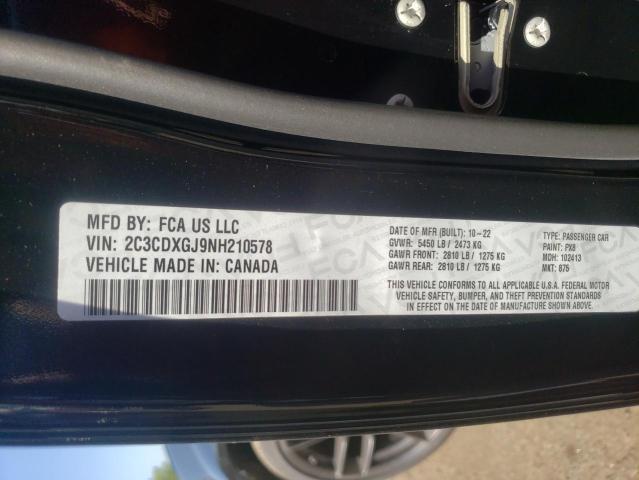 MFD BY: FCA US LLC
VIN: 2C3CDXGJ9NH210578
VEHICLE MADE IN: CANADA
DATE OF MFR (BUILT): 10-22
GVWR: 5450 LB / 2473 KG
GAWR FRONT: 2810 LB / 1275 KG
GAWR REAR: 2810 LB / 1275 KG
TYPE: PASSENGER CAR
PAINT: PX8
MDH: 102413
MKT: 876
THIS VEHICLE CONFORMS TO ALL APPLICABLE U.S.A. FEDERAL MOTOR
VEHICLE SAFETY, BUMPER, AND THEFT PREVENTION STANDARDS
IN EFFECT ON THE DATE OF MANUFACTURE SHOWN ABOVE.